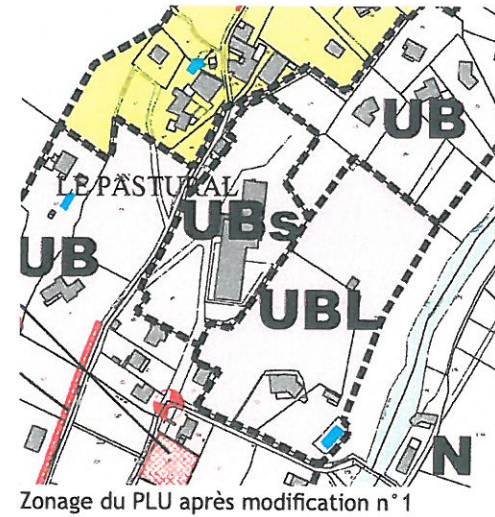 UB
LE PASTURAL
UBs
UB
UBL
N
Zonage du PLU après modification n°1